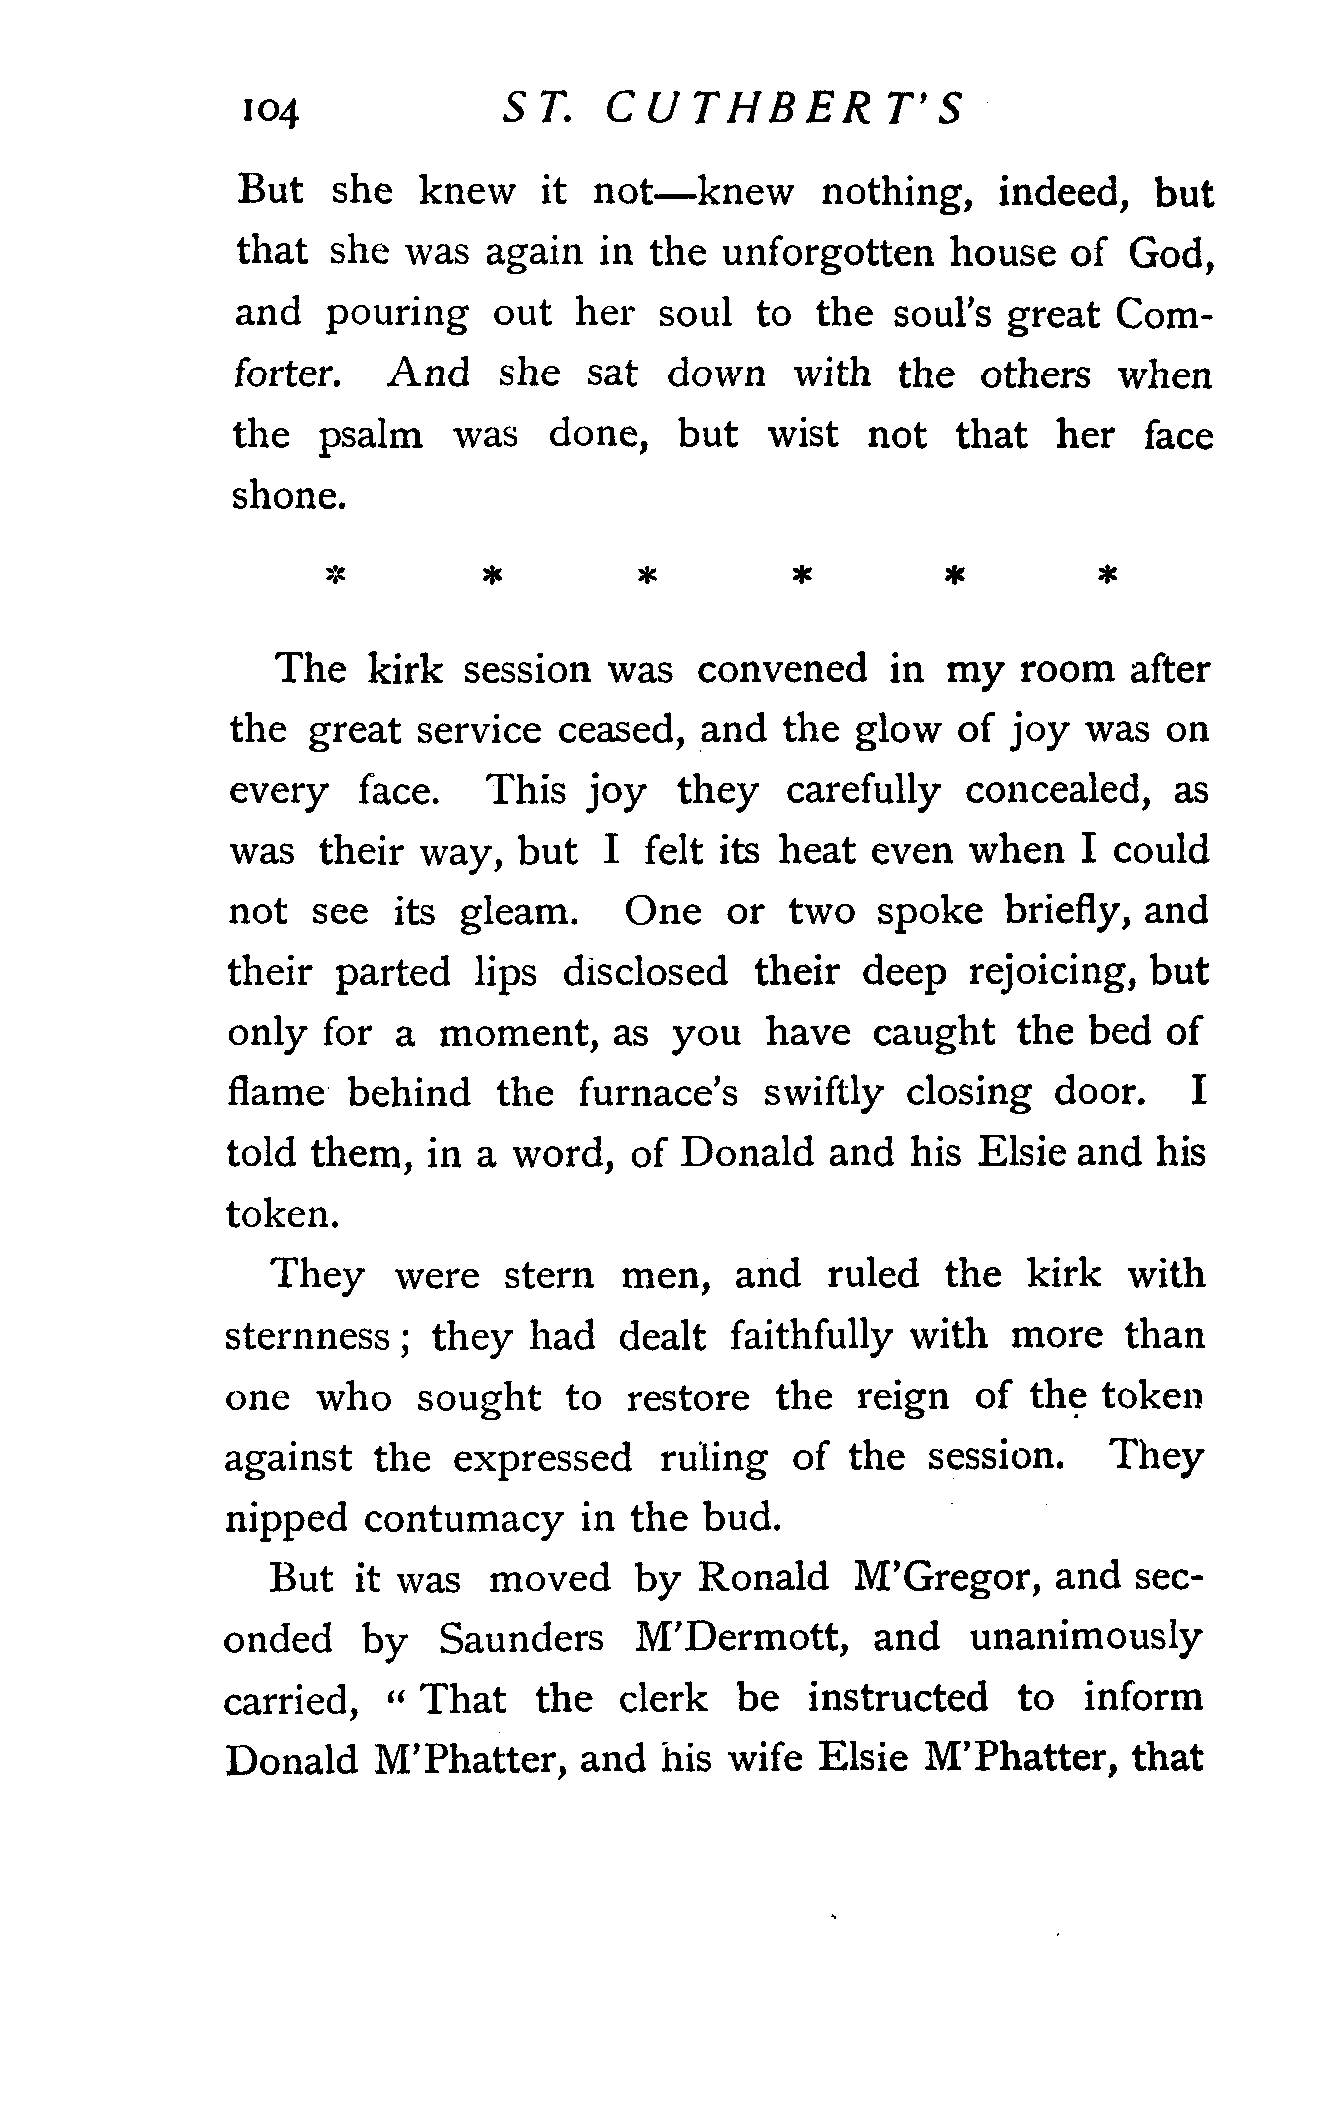 104 ST. CUTHBERT'S
But she knew it not—knew nothing, indeed, but
that she was again in the unforgotten house of God,
and pouring out her soul to the soul's great Com-
forter. And she sat down with the others when
the psalm was done, but wist not that her face
shone.
* * * * * *
The kirk session was convened in my room after
the great service ceased, and the glow of joy was on
every face. This joy they carefully concealed, as
was their way, but I felt its heat even when I could
not see its gleam. One or two spoke briefly, and
their parted lips disclosed their deep rejoicing, but
only for a moment, as you have caught the bed of
flame behind the furnace's swiftly closing door. I
told them, in a word, of Donald and his Elsie and his
token.
They were stern men, and ruled the kirk with
sternness ; they had dealt faithfully with more than
one who sought to restore the reign of the token
against the expressed ruling of the session. They
nipped contumacy in the bud.
But it was moved by Ronald M'Gregor, and sec-
onded by Saunders M'Dermott, and unanimously
carried, “ That the clerk be instructed to inform
Donald M'Phatter, and his wife Elsie M'Phatter, that